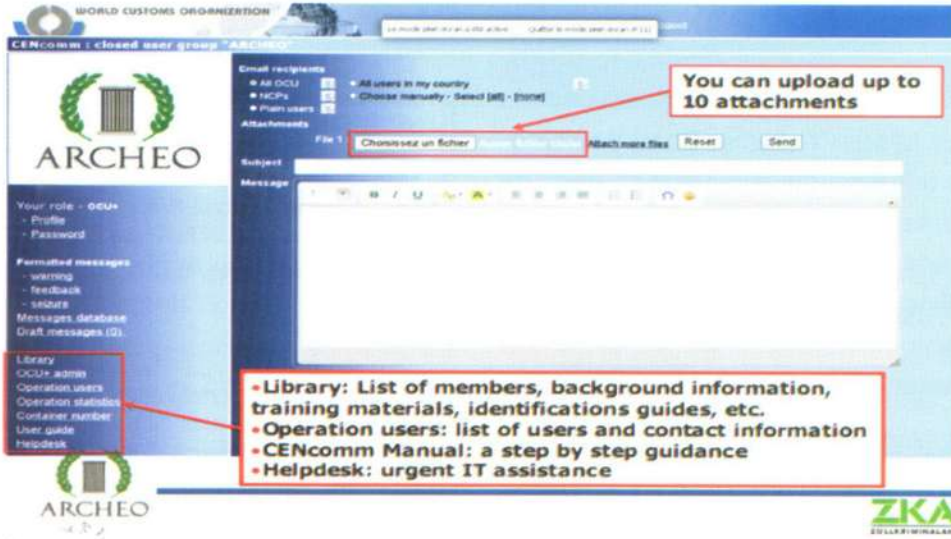 WORLD CUSTOMS ORGANIZATION
CENcomm : closed user group "ARCHEO"
ARCHEO
Your role - OCU+
- Profile
- Password
Formatted messages
- warning
- feedback
- seizure
Messages database
Draft messages (0)
Library
OCU+ admin
Operation users
Operation statistics
Container number
User guide
Helpdesk
Email recipients
All OCU
All users in my country
NCPs
Choose manually - Select [all] - [none]
Plain users
Attachments
File 1
Choisissez un fichier
Attach more files
Reset
Send
Subject
Message
You can upload up to
10 attachments
•Library: List of members, background information,
training materials, identifications guides, etc.
•Operation users: list of users and contact information
•CENcomm Manual: a step by step guidance
•Helpdesk: urgent IT assistance
ARCHEO
ZKA